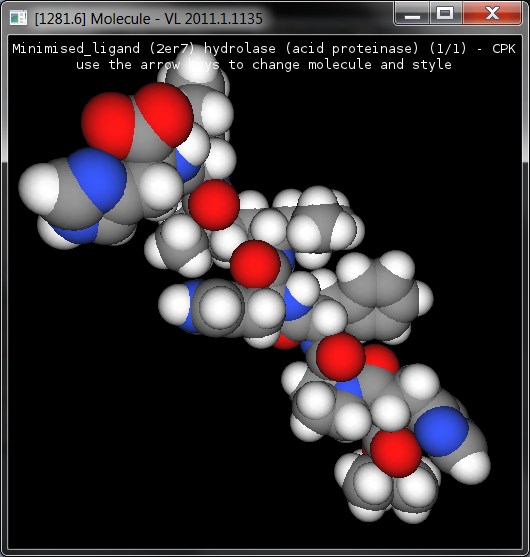 [1281.6] Molecule - VL 2011.1.1135
Minimised_ligand (2er7) hydrolase (acid proteinase) (1/1) - CPK
use the arrow keys to change molecule and style